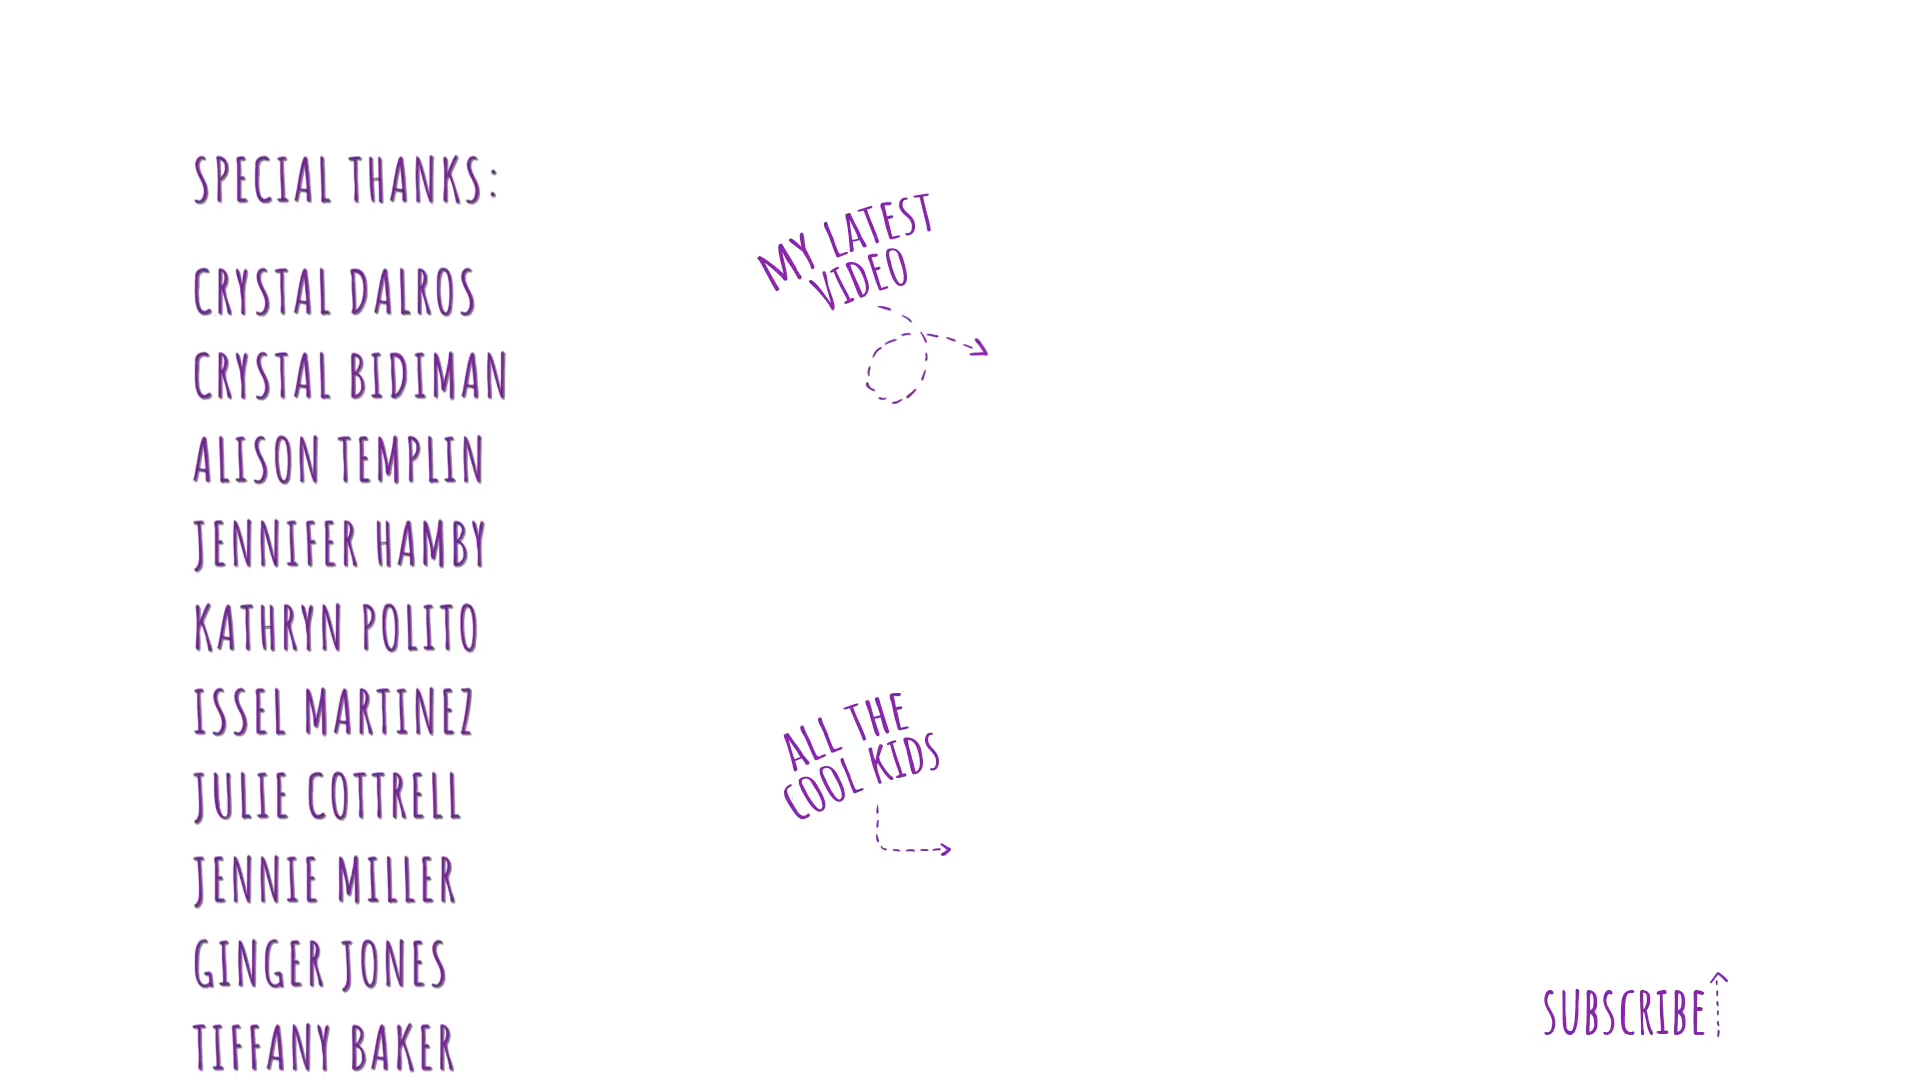 SPECIAL THANKS:
CRYSTAL DALROS
CRYSTAL BIDIMAN
ALISON TEMPLIN
JENNIFER HAMBY
KATHRYN POLITO
ISSEL MARTINEZ
JULIE COTTRELL
JENNIE MILLER
GINGER JONES
TIFFANY BAKER
MY LATEST
VIDEO
ALL THE
COOL KIDS
SUBSCRIBE